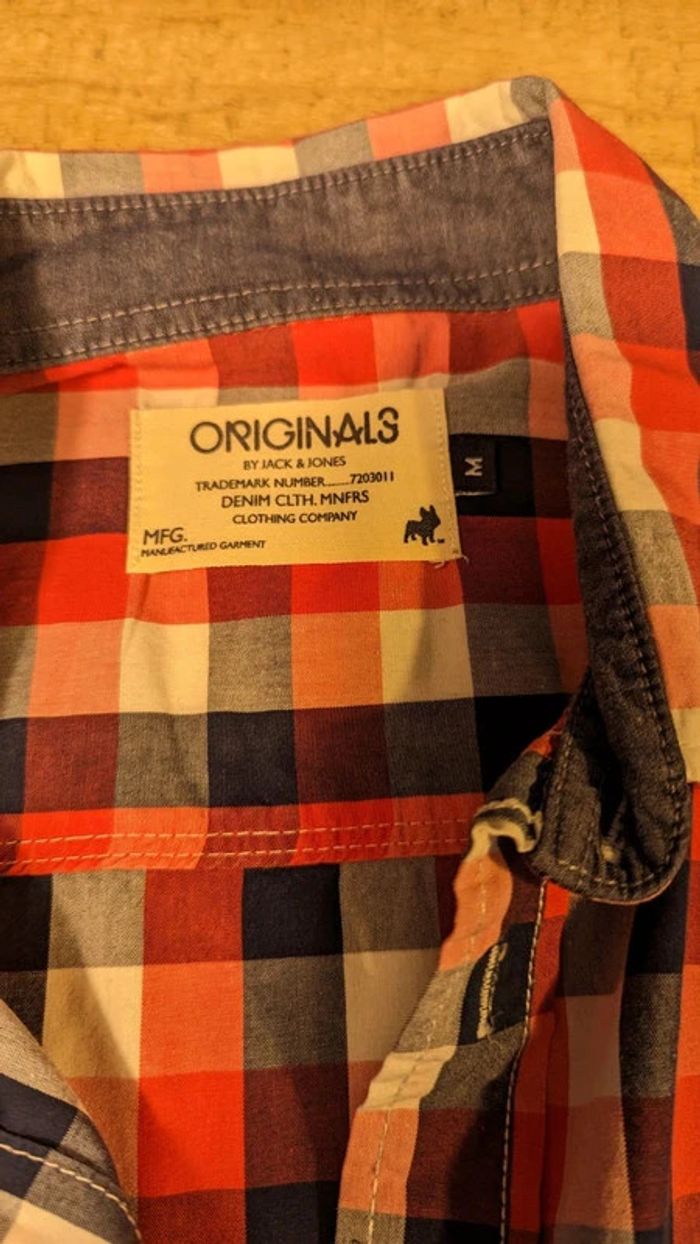 ORIGINALS
BY JACK & JONES
TRADEMARK NUMBER.........7203011
DENIM CLTH. MNFRS
CLOTHING COMPANY
MFG.
MANUFACTURED GARMENT
M